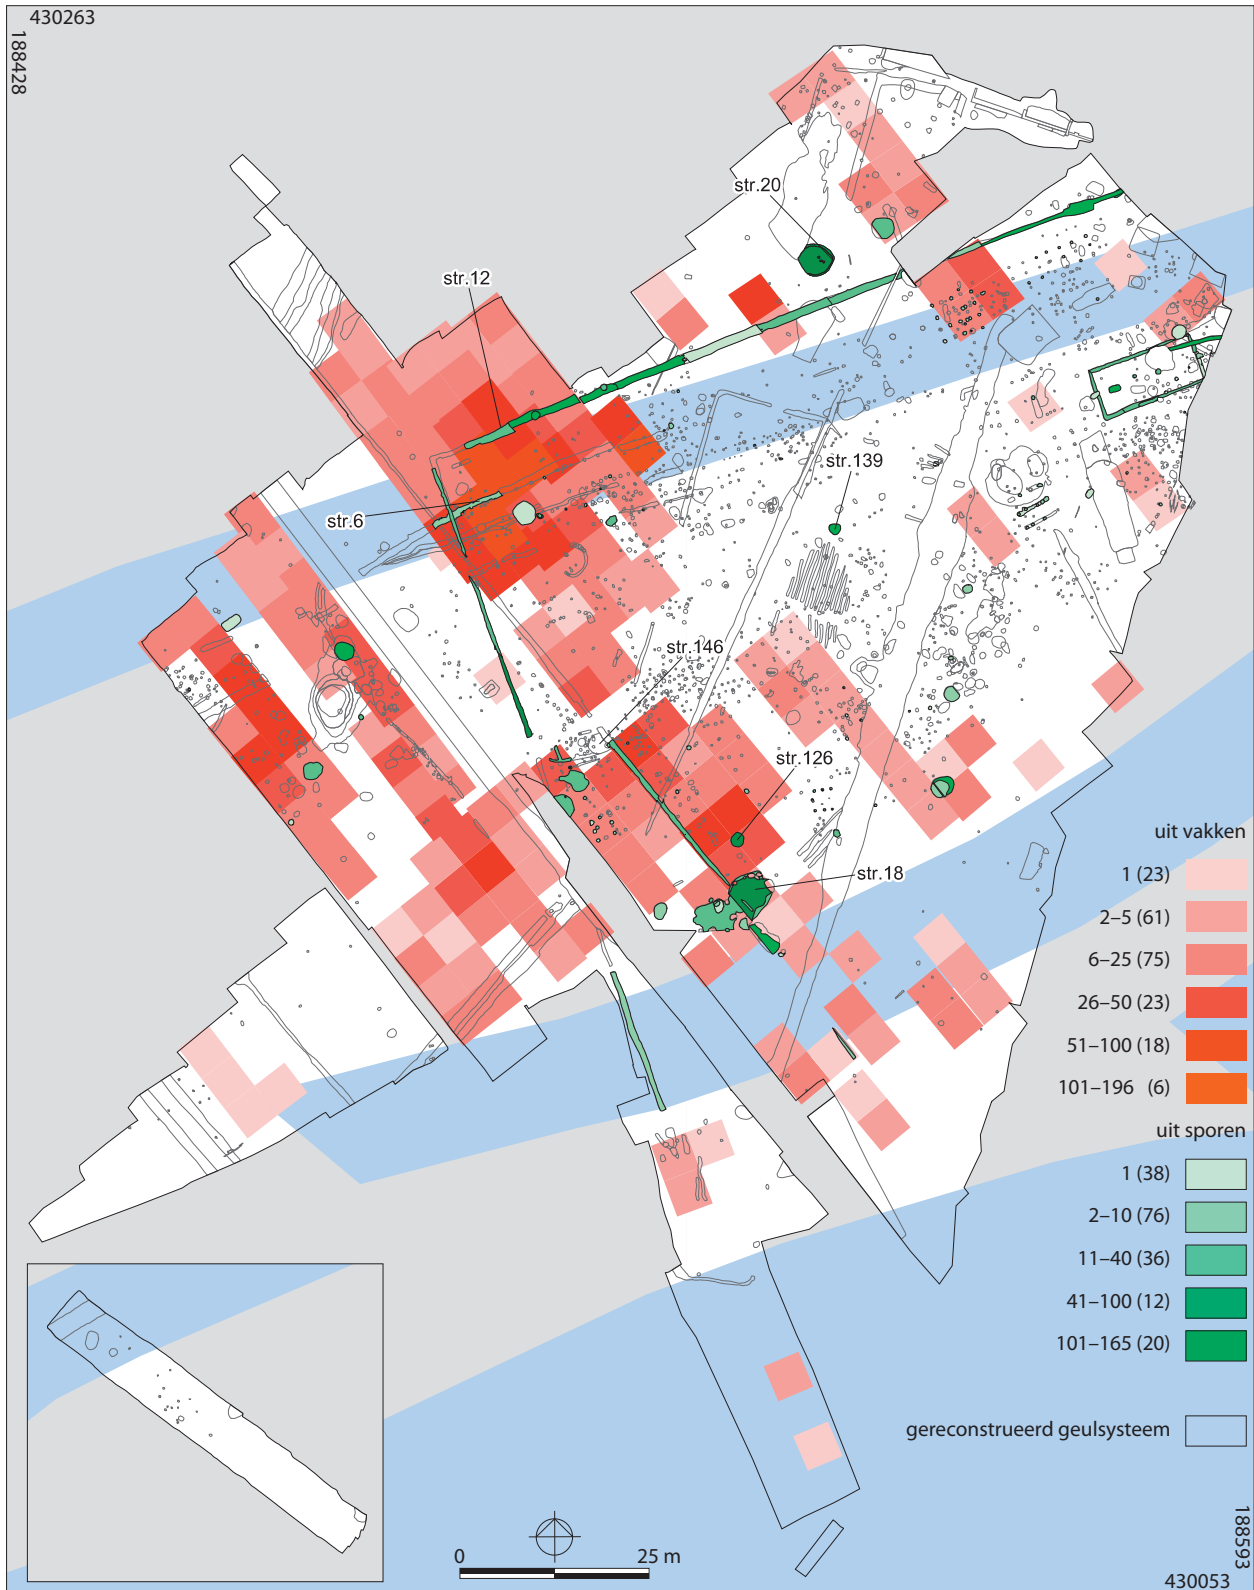 430263
188428
str.20
str.12
str.139
str.6
str.146
str.126
str.18
uit vakken
1 (23)
2–5 (61)
6–25 (75)
26–50 (23)
51–100 (18)
101–196 (6)
uit sporen
1 (38)
2–10 (76)
11–40 (36)
41–100 (12)
101–165 (20)
gereconstrueerd geulsysteem
0 25 m
188593
430053